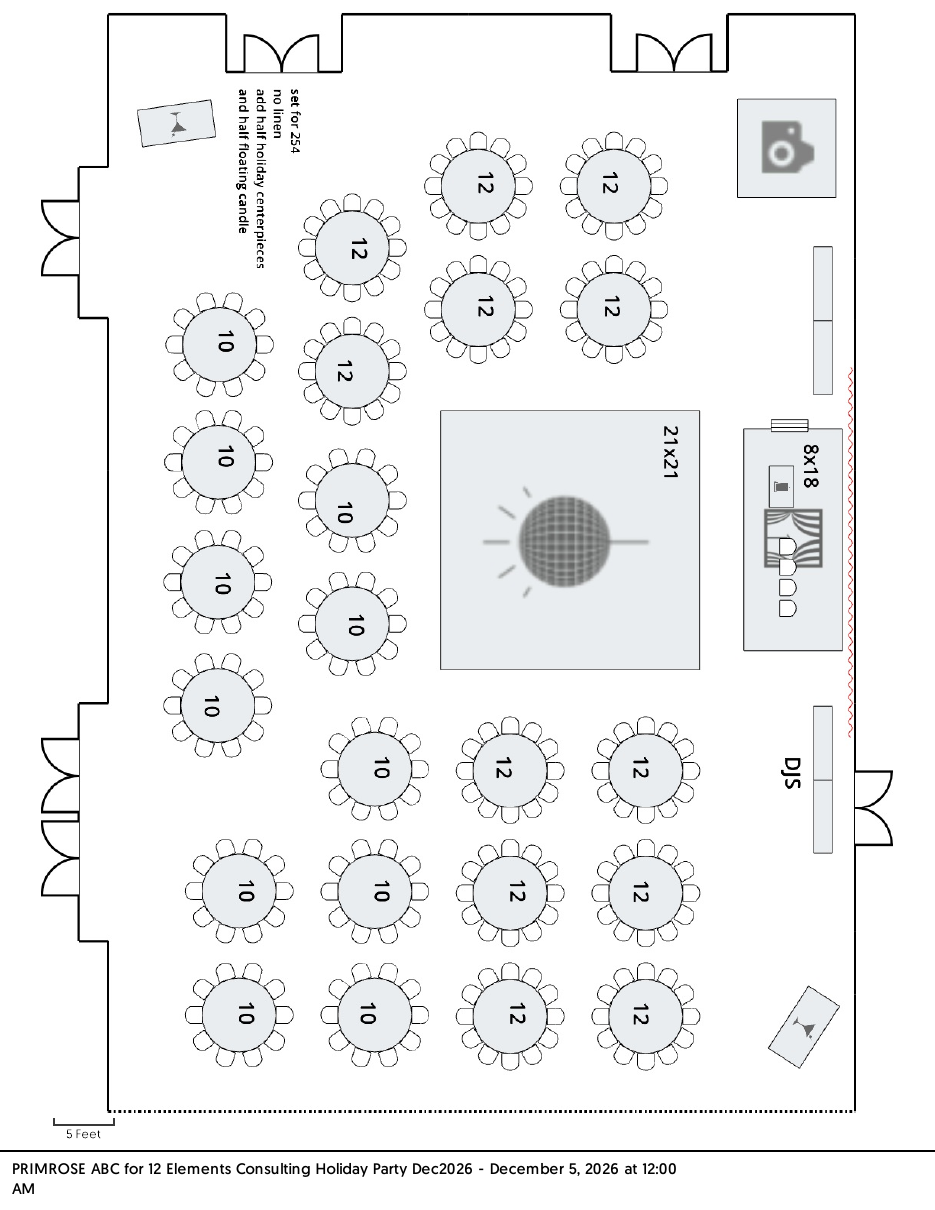 set for 254
no linen
add half holiday centerpieces
and half floating candle
12
12
12
12
12
12
10
10
10
10
10
10
21x21
8x18
DJS
10
12
12
10
10
12
12
10
10
12
12
5 Feet
PRIMROSE ABC for 12 Elements Consulting Holiday Party Dec2026 - December 5, 2026 at 12:00
AM